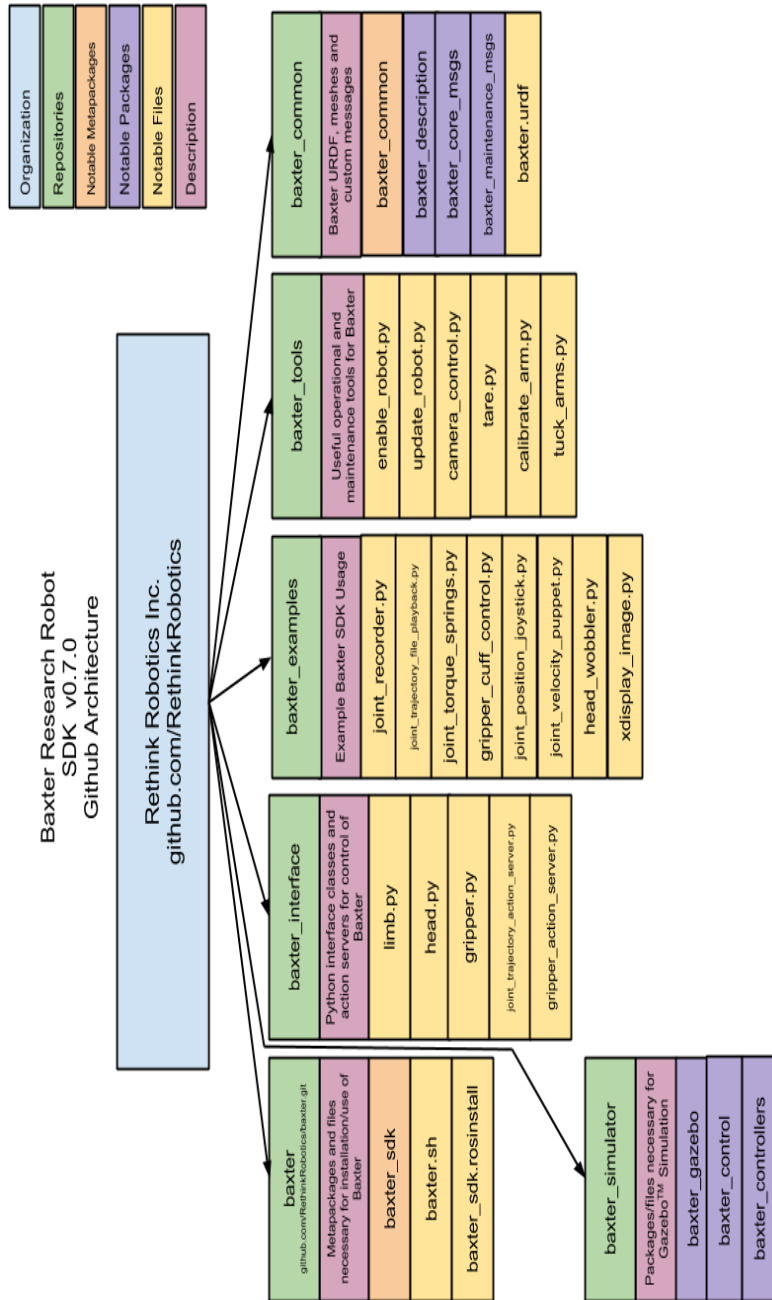 Baxter Research Robot
SDK v0.7.0
Github Architecture
Organization
Repositories
Notable Metapackages
Notable Packages
Notable Files
Description
Rethink Robotics Inc.
github.com/RethinkRobotics
baxter
github.com/RethinkRobotics/baxter.git
Metapackages and files
necessary for installation/use of
Baxter
baxter_sdk
baxter.sh
baxter_sdk.rosinstall
baxter_interface
Python interface classes and
action servers for control of
Baxter
limb.py
head.py
gripper.py
joint_trajectory_action_server.py
gripper_action_server.py
baxter_examples
Example Baxter SDK Usage
joint_recorder.py
joint_trajectory_file_playback.py
joint_torque_springs.py
gripper_cuff_control.py
joint_position_joystick.py
joint_velocity_puppet.py
head_wobbler.py
xdisplay_image.py
baxter_tools
Useful operational and
maintenance tools for Baxter
enable_robot.py
update_robot.py
camera_control.py
tare.py
calibrate_arm.py
tuck_arms.py
baxter_common
Baxter URDF, meshes and
custom messages
baxter_common
baxter_description
baxter_core_msgs
baxter_maintenance_msgs
baxter.urdf
baxter_simulator
Packages/files necessary for
Gazebo™ Simulation
baxter_gazebo
baxter_control
baxter_controllers